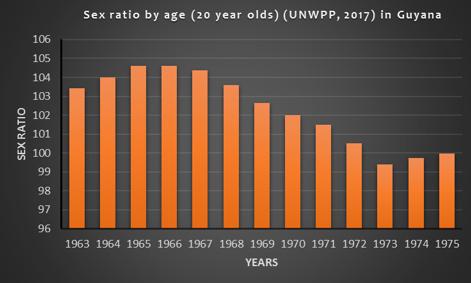 Sex ratio by age (20 year olds) (UNWPP, 2017) in Guyana
106
105
104
103
102
101
100
99
98
97
96
SEX RATIO
1963 1964 1965 1966 1967 1968 1969 1970 1971 1972 1973 1974 1975
YEARS